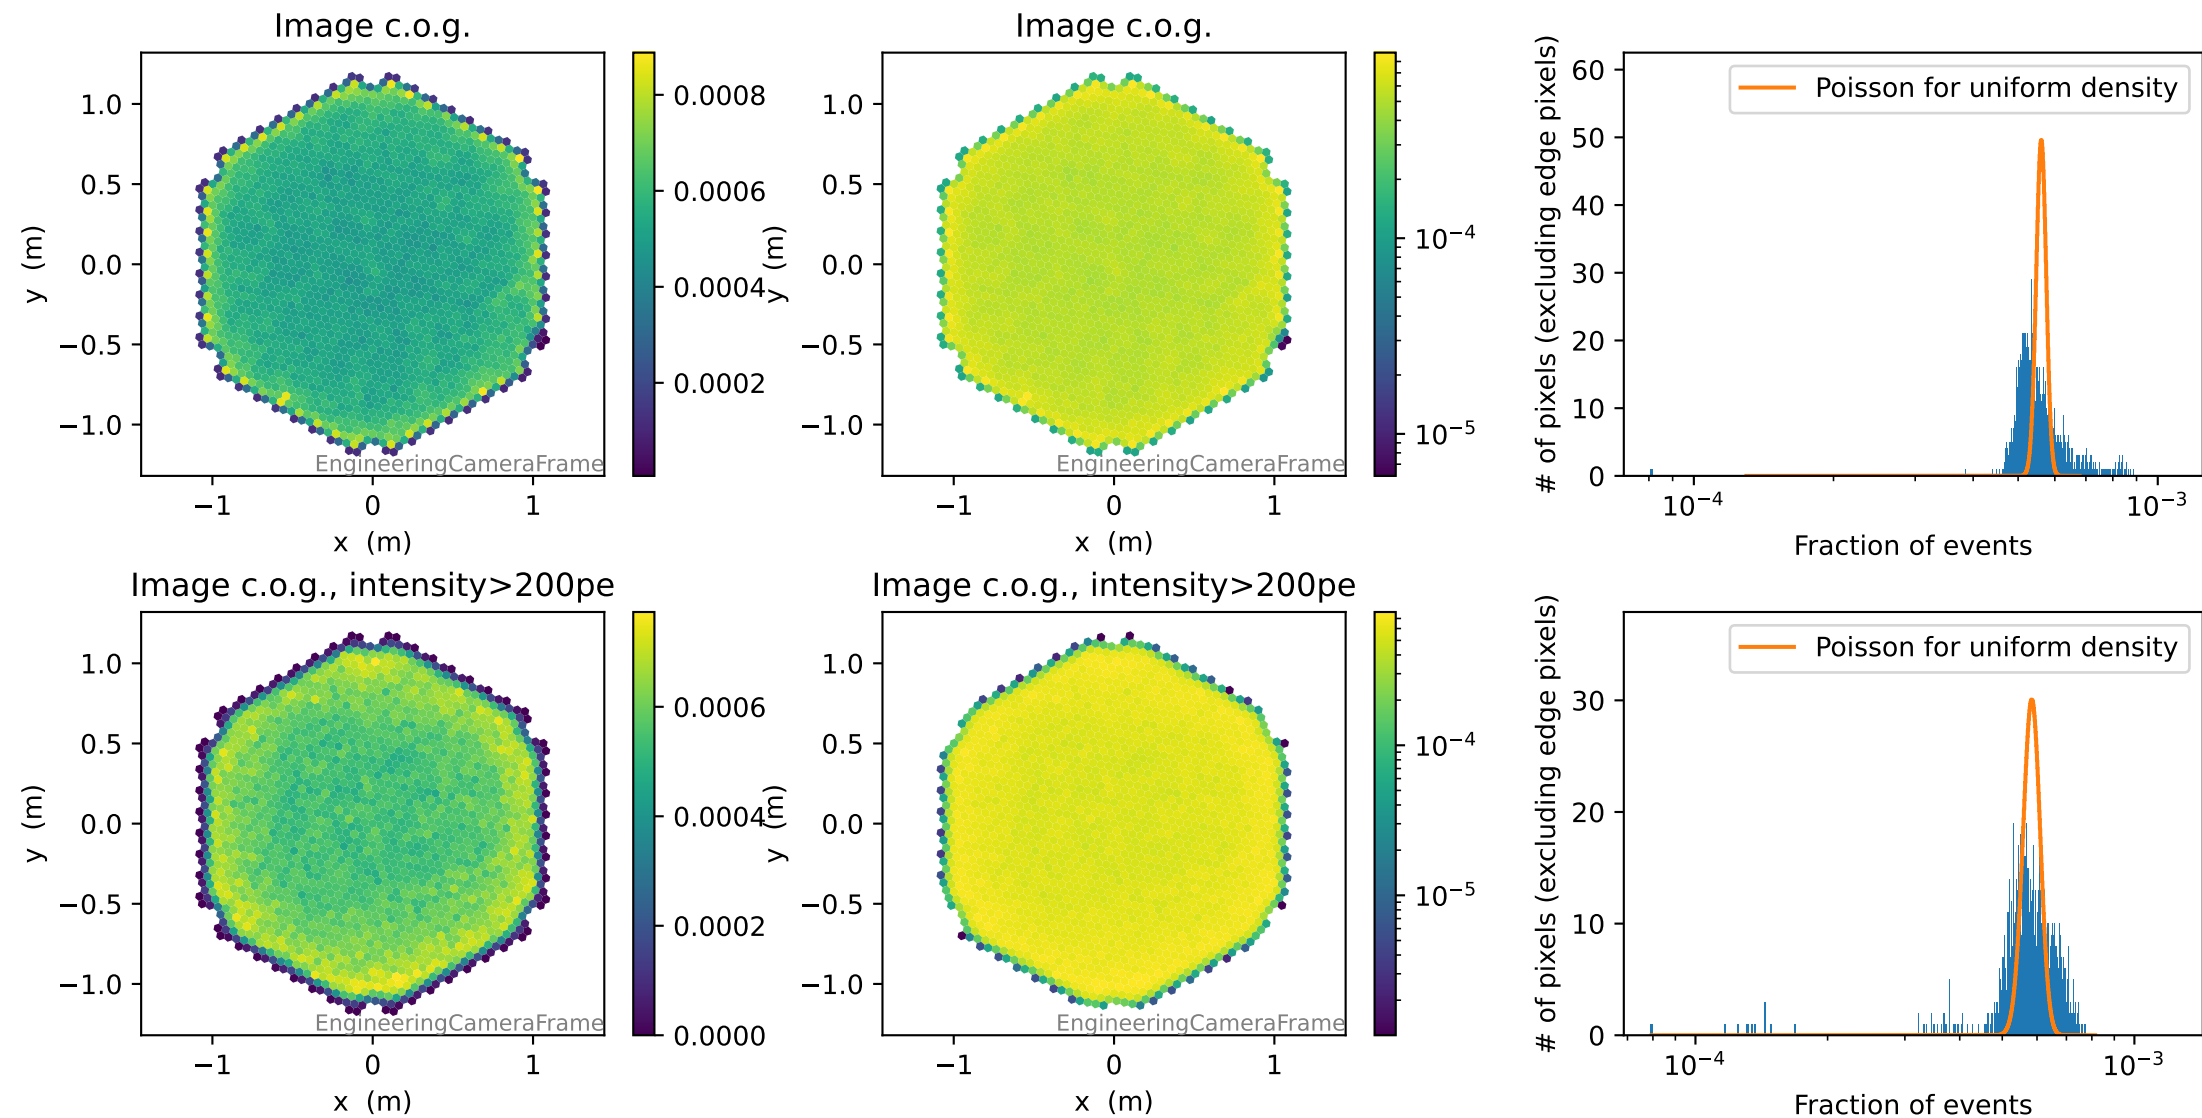 Image c.o.g.
1.0
0.5
0.0
−0.5
−1.0
y (m)
−1
0
1
x (m)
EngineeringCameraFrame
0.0008
0.0006
0.0004
0.0002
Image c.o.g.
1.0
0.5
0.0
−0.5
−1.0
y (m)
−1
0
1
x (m)
EngineeringCameraFrame
10⁻⁴
10⁻⁵
# of pixels (excluding edge pixels)
60
50
40
30
20
10
0
Poisson for uniform density
10⁻⁴
10⁻³
Fraction of events
Image c.o.g., intensity>200pe
1.0
0.5
0.0
−0.5
−1.0
y (m)
−1
0
1
x (m)
EngineeringCameraFrame
0.0006
0.0004
0.0002
0.0000
Image c.o.g., intensity>200pe
1.0
0.5
0.0
−0.5
−1.0
y (m)
−1
0
1
x (m)
EngineeringCameraFrame
10⁻⁴
10⁻⁵
# of pixels (excluding edge pixels)
30
20
10
0
Poisson for uniform density
10⁻⁴
10⁻³
Fraction of events